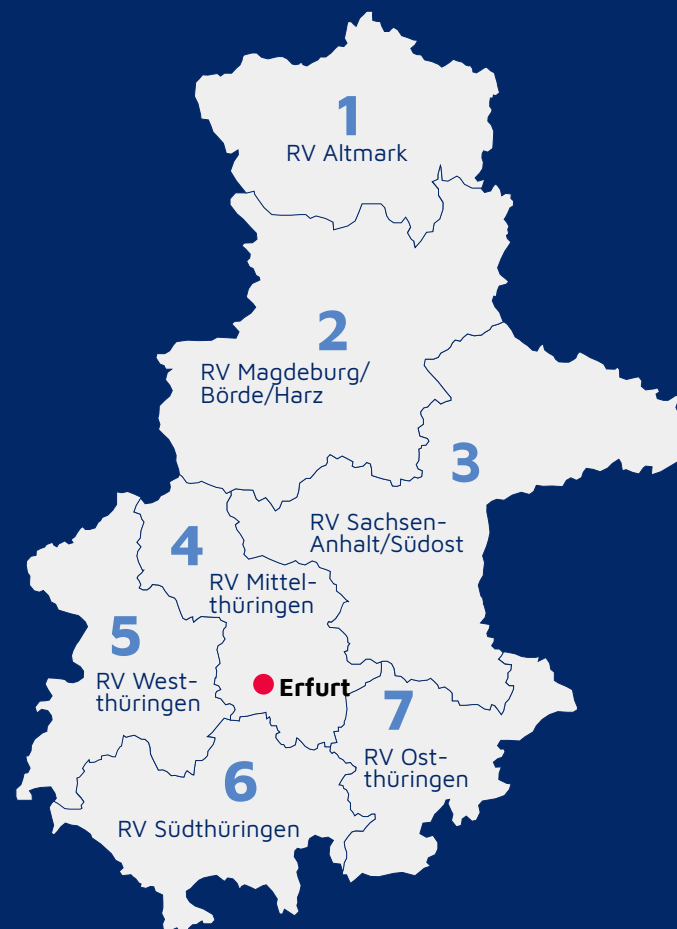 1
RV Altmark
2
RV Magdeburg/
Börde/Harz
3
RV Sachsen-
Anhalt/Südost
4
RV Mittel-
thüringen
5
RV West-
thüringen
Erfurt
7
RV Ost-
thüringen
6
RV Südthüringen